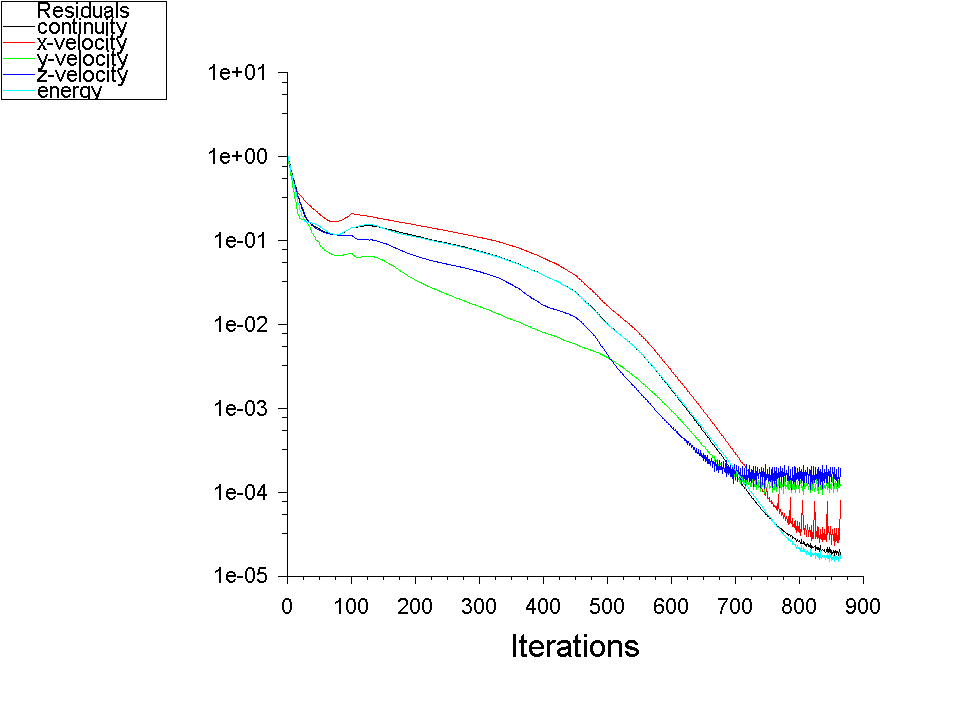 Residuals
continuity
x-velocity
y-velocity
z-velocity
energy
1e+01
1e+00
1e-01
1e-02
1e-03
1e-04
1e-05
0 100 200 300 400 500 600 700 800 900
Iterations